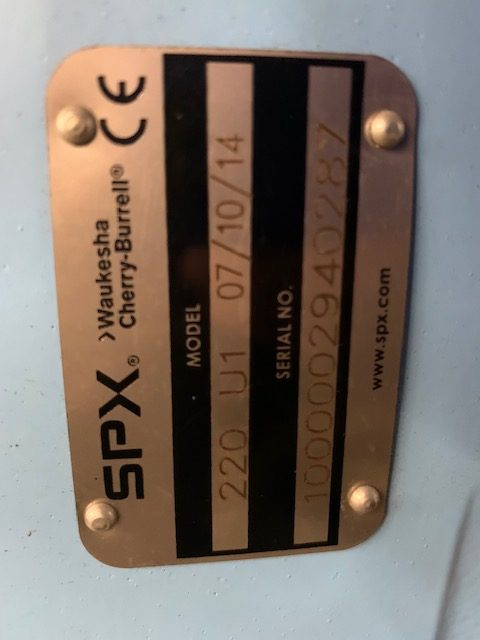 SPX® ›Waukesha
Cherry-Burrell® CE
MODEL
220 U1 07/10/14
SERIAL NO.
1000002940287
www.spx.com